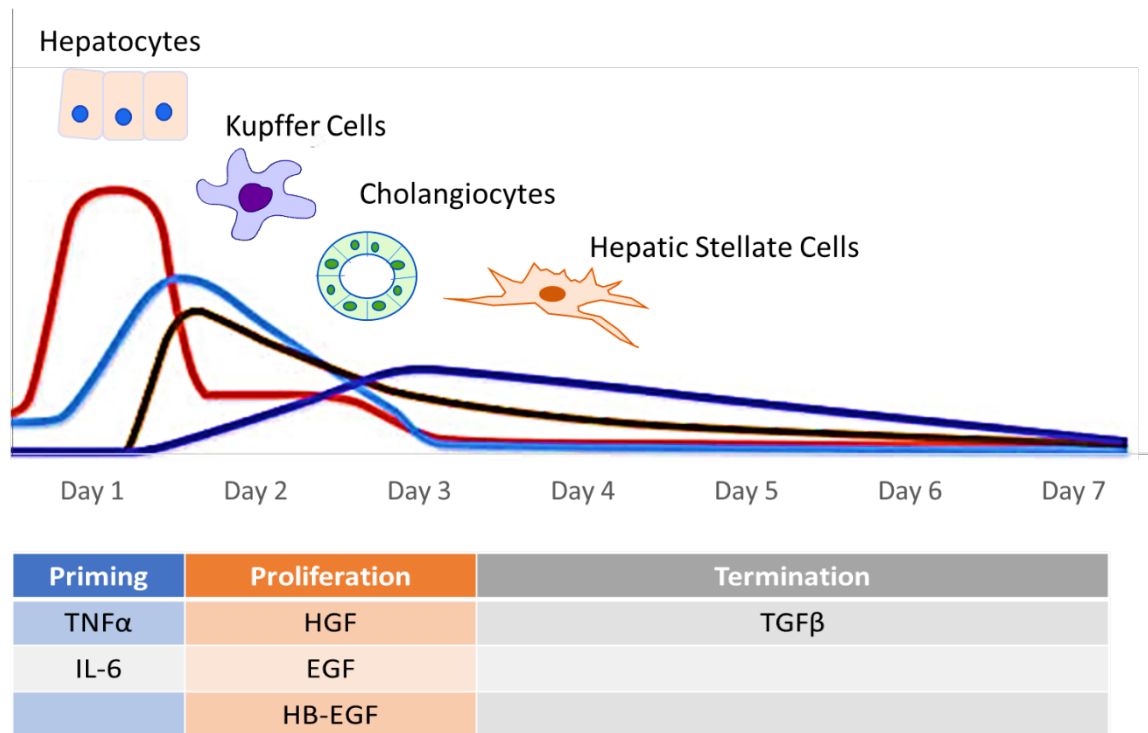 Hepatocytes
Kupffer Cells
Cholangiocytes
Hepatic Stellate Cells
Day 1 Day 2 Day 3 Day 4 Day 5 Day 6 Day 7
Priming Proliferation Termination
TNFα HGF TGFβ
IL-6 EGF
HB-EGF